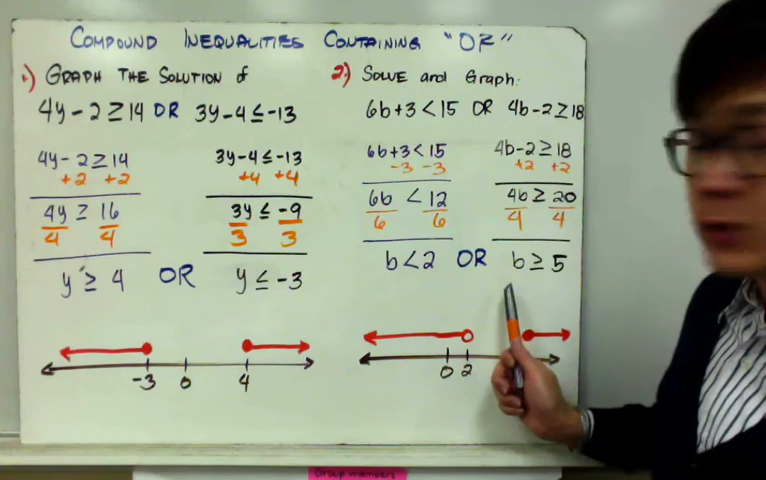 COMPOUND INEQUALITIES CONTAINING "OR"
1.) GRAPH THE SOLUTION of
4y-2≥14 OR 3y-4≤-13
4y-2≥14 3y-4≤-13
+2 +2 +4 +4
4y ≥ 16 3y ≤ -9
4 4 3 3
y ≥ 4 OR y ≤ -3
-3 0 4
2.) SOLVE and Graph:
6b+3<15 OR 4b-2≥18
6b+3<15 4b-2≥18
-3 -3 +2 +2
6b < 12 4b ≥ 20
6 6 4 4
b<2 OR b≥5
0 2
Group members